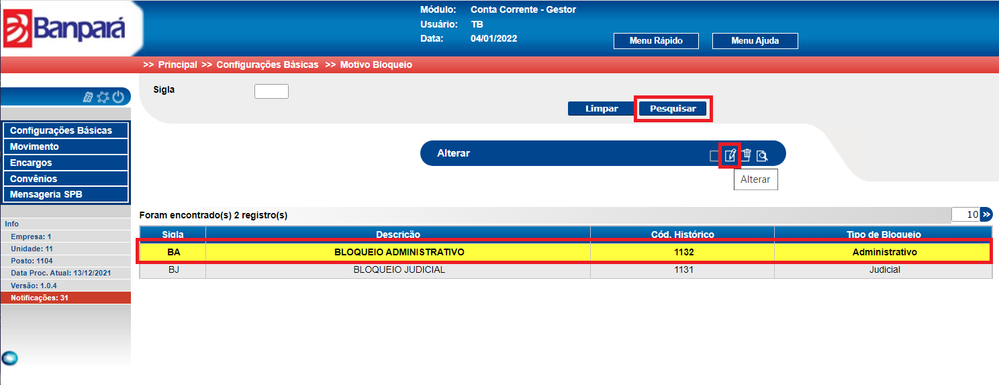 Banpará
Módulo: Conta Corrente - Gestor
Usuário: TB
Data: 04/01/2022
Menu Rápido
Menu Ajuda
>> Principal >> Configurações Básicas >> Motivo Bloqueio
Sigla
Limpar
Pesquisar
Configurações Básicas
Movimento
Encargos
Convênios
Mensageria SPB
Alterar
Alterar
Info
Empresa: 1
Unidade: 11
Posto: 1104
Data Proc. Atual: 13/12/2021
Versão: 1.0.4
Notificações: 31
Foram encontrado(s) 2 registro(s)
10 »
Sigla Descrição Cód. Histórico Tipo de Bloqueio
BA BLOQUEIO ADMINISTRATIVO 1132 Administrativo
BJ BLOQUEIO JUDICIAL 1131 Judicial